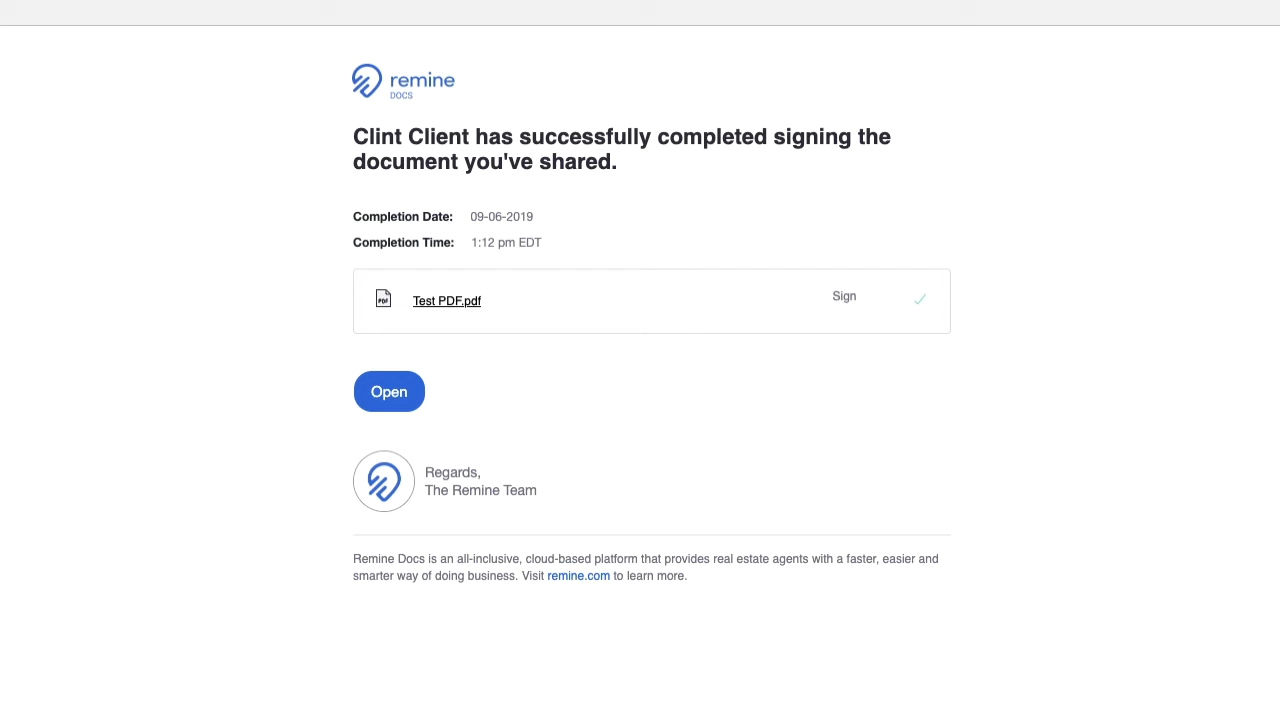 remine
DOCS
Clint Client has successfully completed signing the
document you've shared.
Completion Date: 09-06-2019
Completion Time: 1:12 pm EDT
PDF Test PDF.pdf Sign
Open
Regards,
The Remine Team
Remine Docs is an all-inclusive, cloud-based platform that provides real estate agents with a faster, easier and
smarter way of doing business. Visit remine.com to learn more.